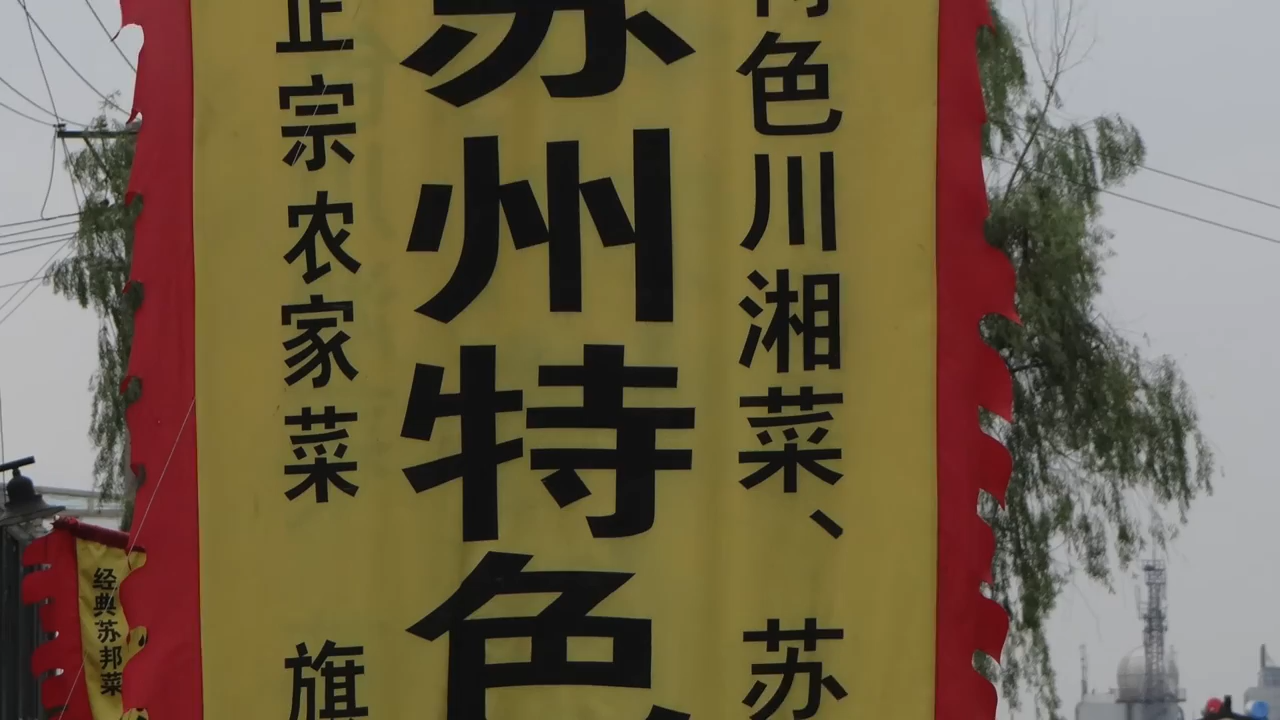 特色川湘菜、 苏
苏州特色
正宗农家菜 旗
经典苏邦菜